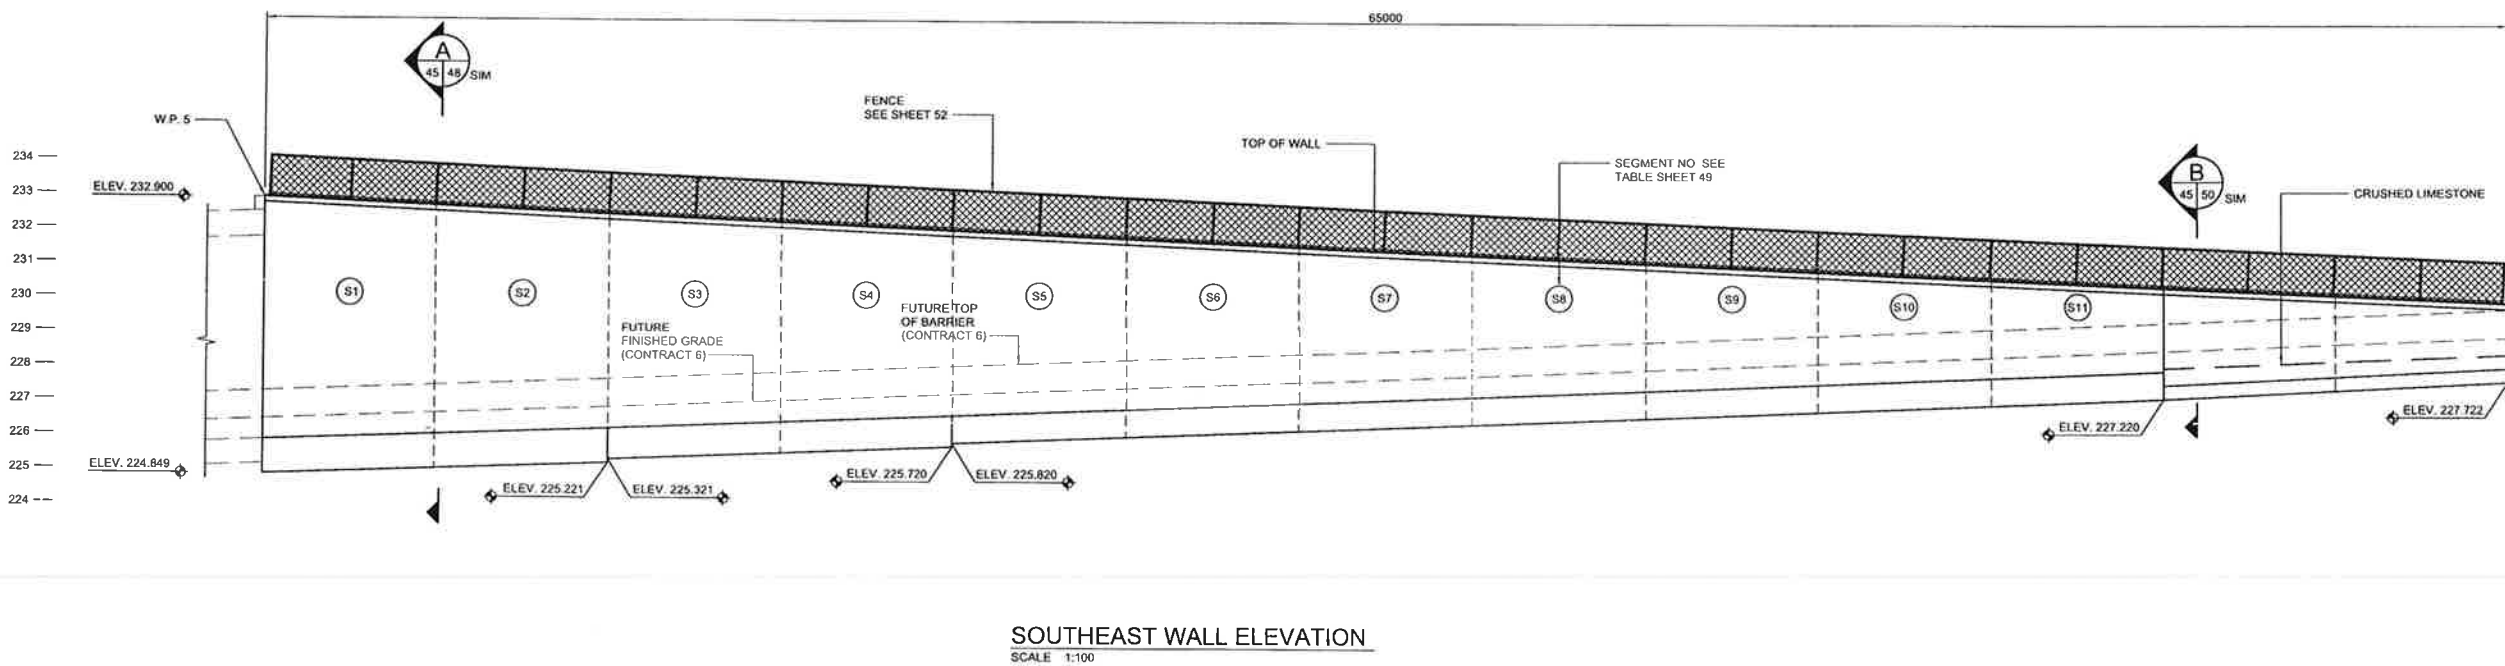 65000
A
45 48 SIM
W.P. 5
FENCE
SEE SHEET 52
TOP OF WALL
SEGMENT NO SEE
TABLE SHEET 49
B
45 50 SIM
CRUSHED LIMESTONE
234
233
232
231
230
229
228
227
226
225
224
ELEV. 232.900
S1
S2
S3
S4
S5
S6
S7
S8
S9
S10
S11
FUTURE
FINISHED GRADE
(CONTRACT 6)
FUTURE TOP
OF BARRIER
(CONTRACT 6)
ELEV. 224.849
ELEV. 225.221
ELEV. 225.321
ELEV. 225.720
ELEV. 225.820
ELEV. 227.220
ELEV. 227.722
SOUTHEAST WALL ELEVATION
SCALE 1:100